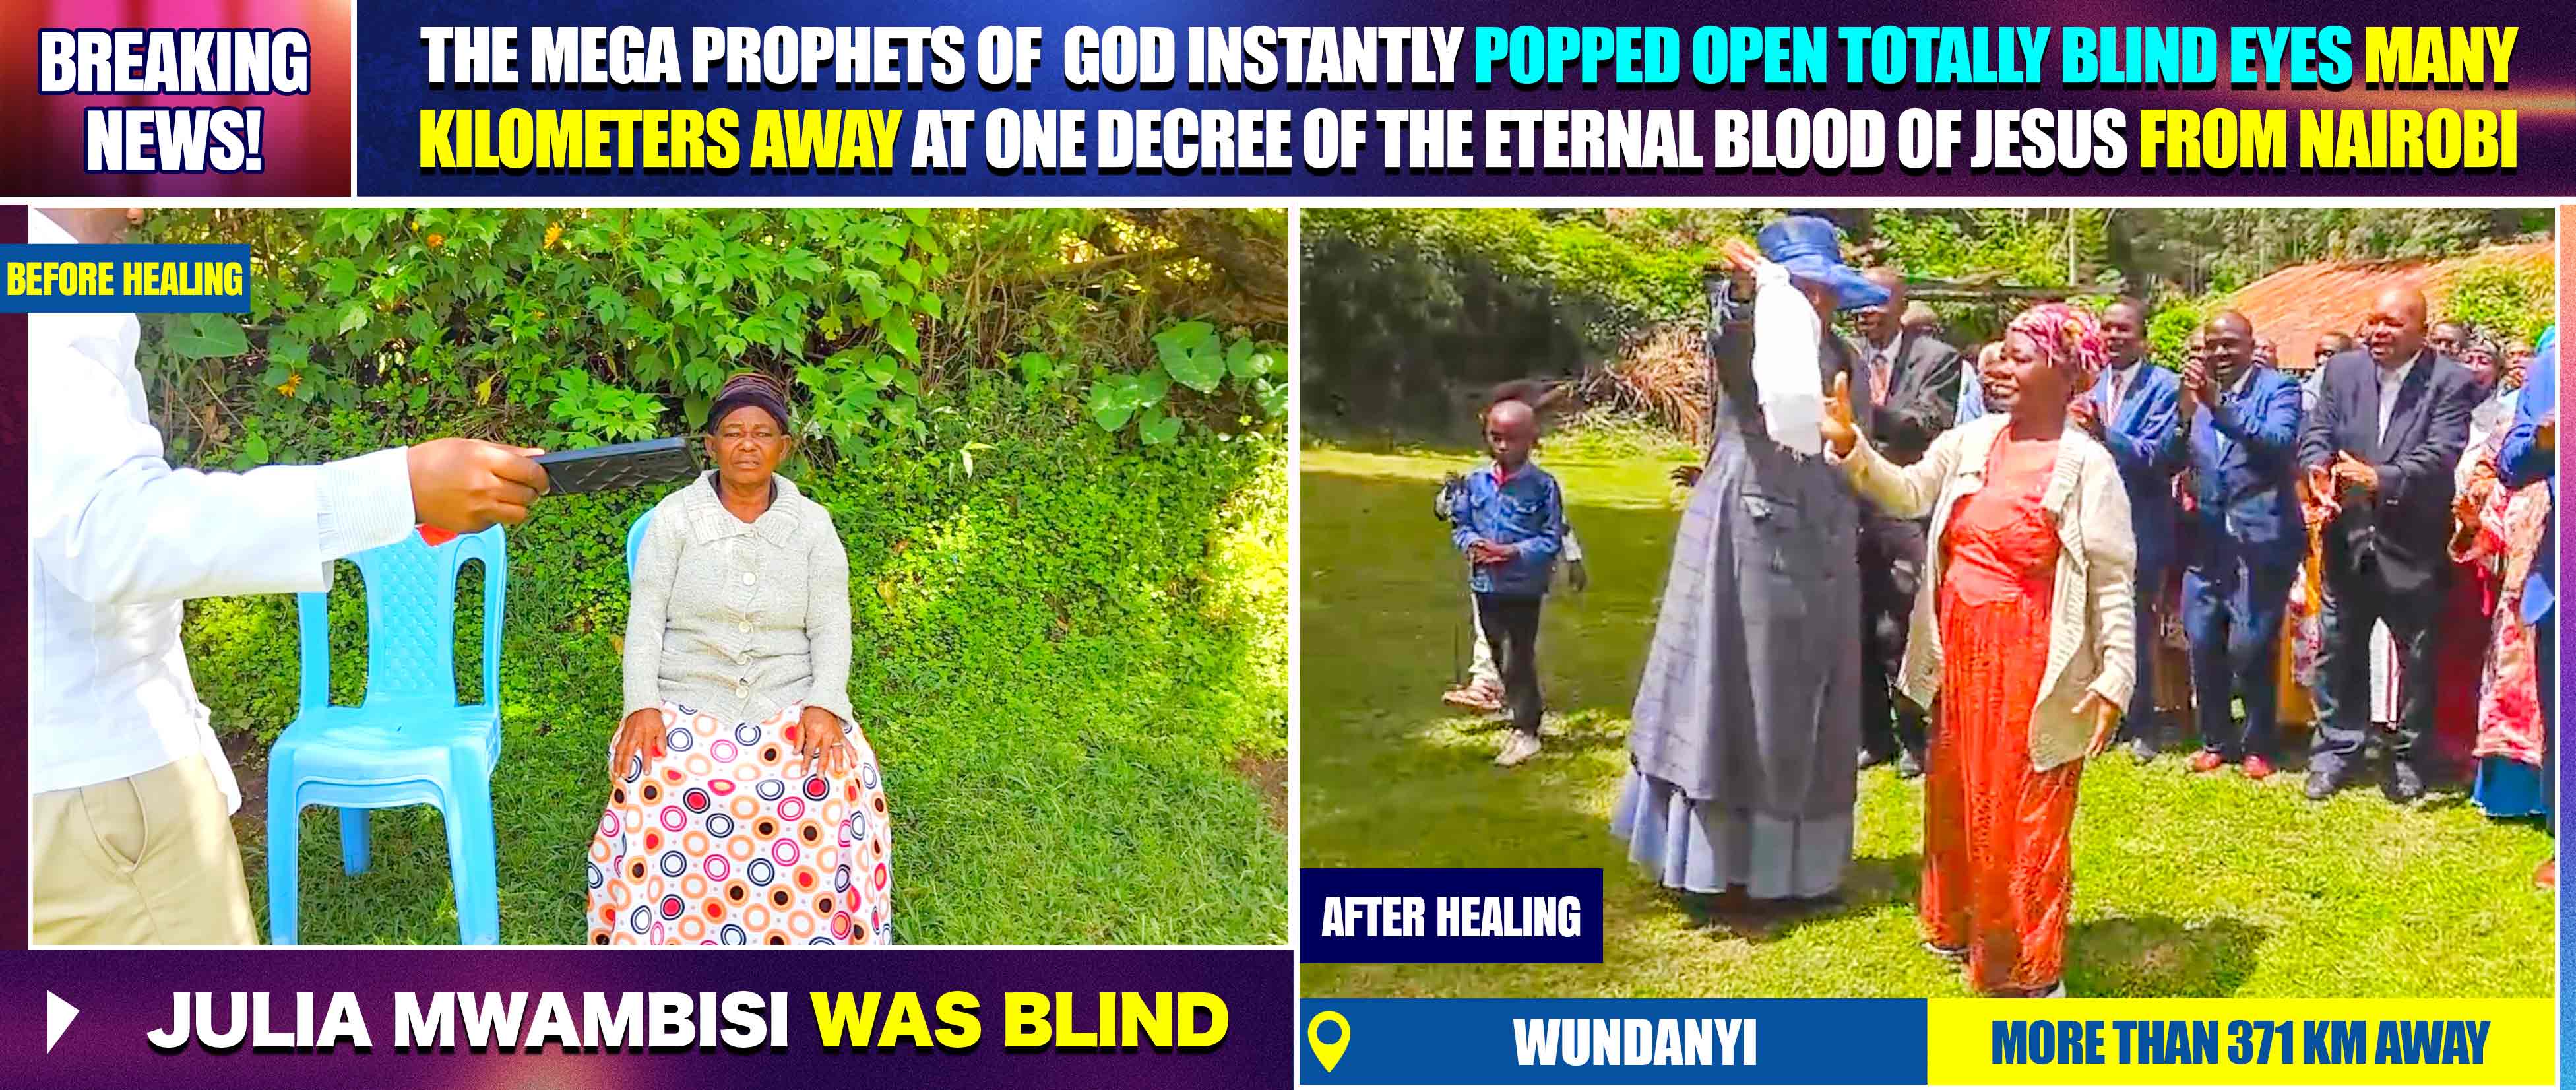 BREAKING
NEWS!
THE MEGA PROPHETS OF GOD INSTANTLY POPPED OPEN TOTALLY BLIND EYES MANY
KILOMETERS AWAY AT ONE DECREE OF THE ETERNAL BLOOD OF JESUS FROM NAIROBI
BEFORE HEALING
JULIA MWAMBISI WAS BLIND
AFTER HEALING
WUNDANYI
MORE THAN 371 KM AWAY